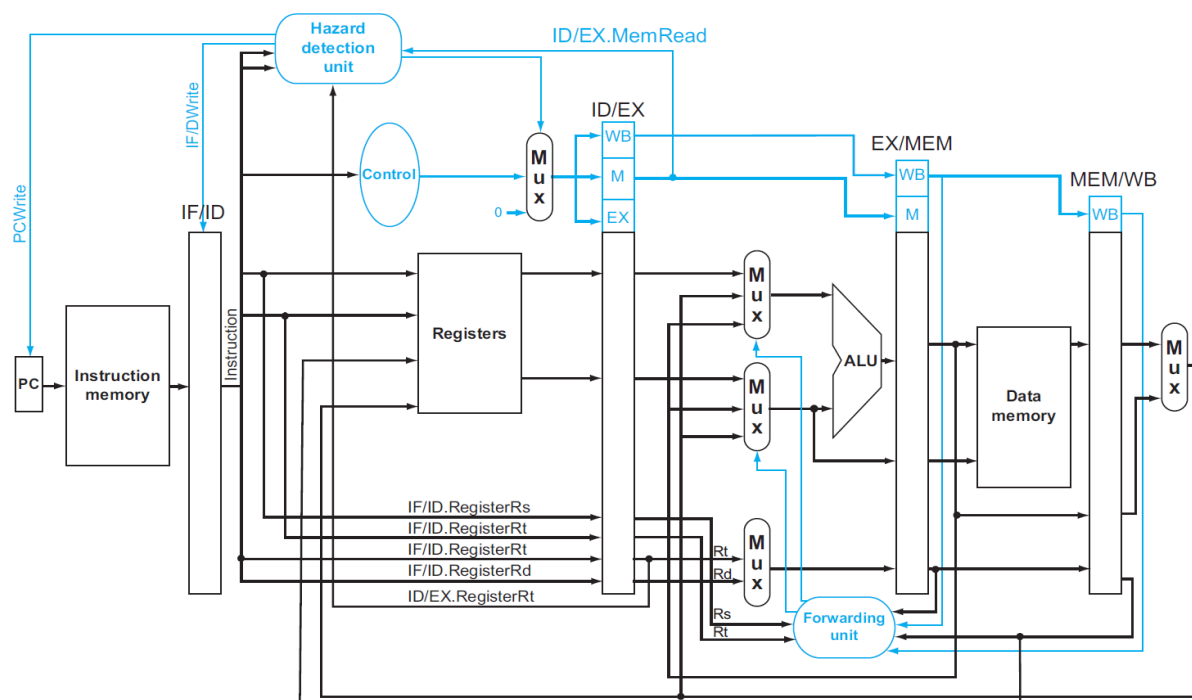 Hazard
detection
unit
ID/EX.MemRead
ID/EX
WB
M
EX
EX/MEM
WB
M
MEM/WB
WB
Control
M
u
x
0
PCWrite
IF/DWrite
IF/ID
PC
Instruction
memory
Instruction
Registers
M
u
x
M
u
x
ALU
Data
memory
M
u
x
IF/ID.RegisterRs
IF/ID.RegisterRt
IF/ID.RegisterRt
IF/ID.RegisterRd
ID/EX.RegisterRt
Rt
Rd
M
u
x
Rs
Rt
Forwarding
unit